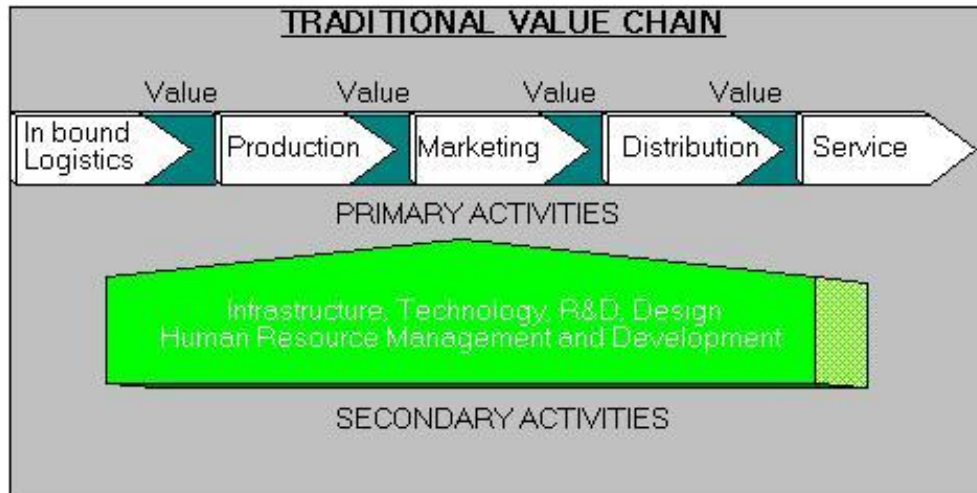 TRADITIONAL VALUE CHAIN
Value Value Value Value
In bound
Logistics
Production
Marketing
Distribution
Service
PRIMARY ACTIVITIES
Infrastructure, Technology, R&D, Design
Human Resource Management and Development
SECONDARY ACTIVITIES